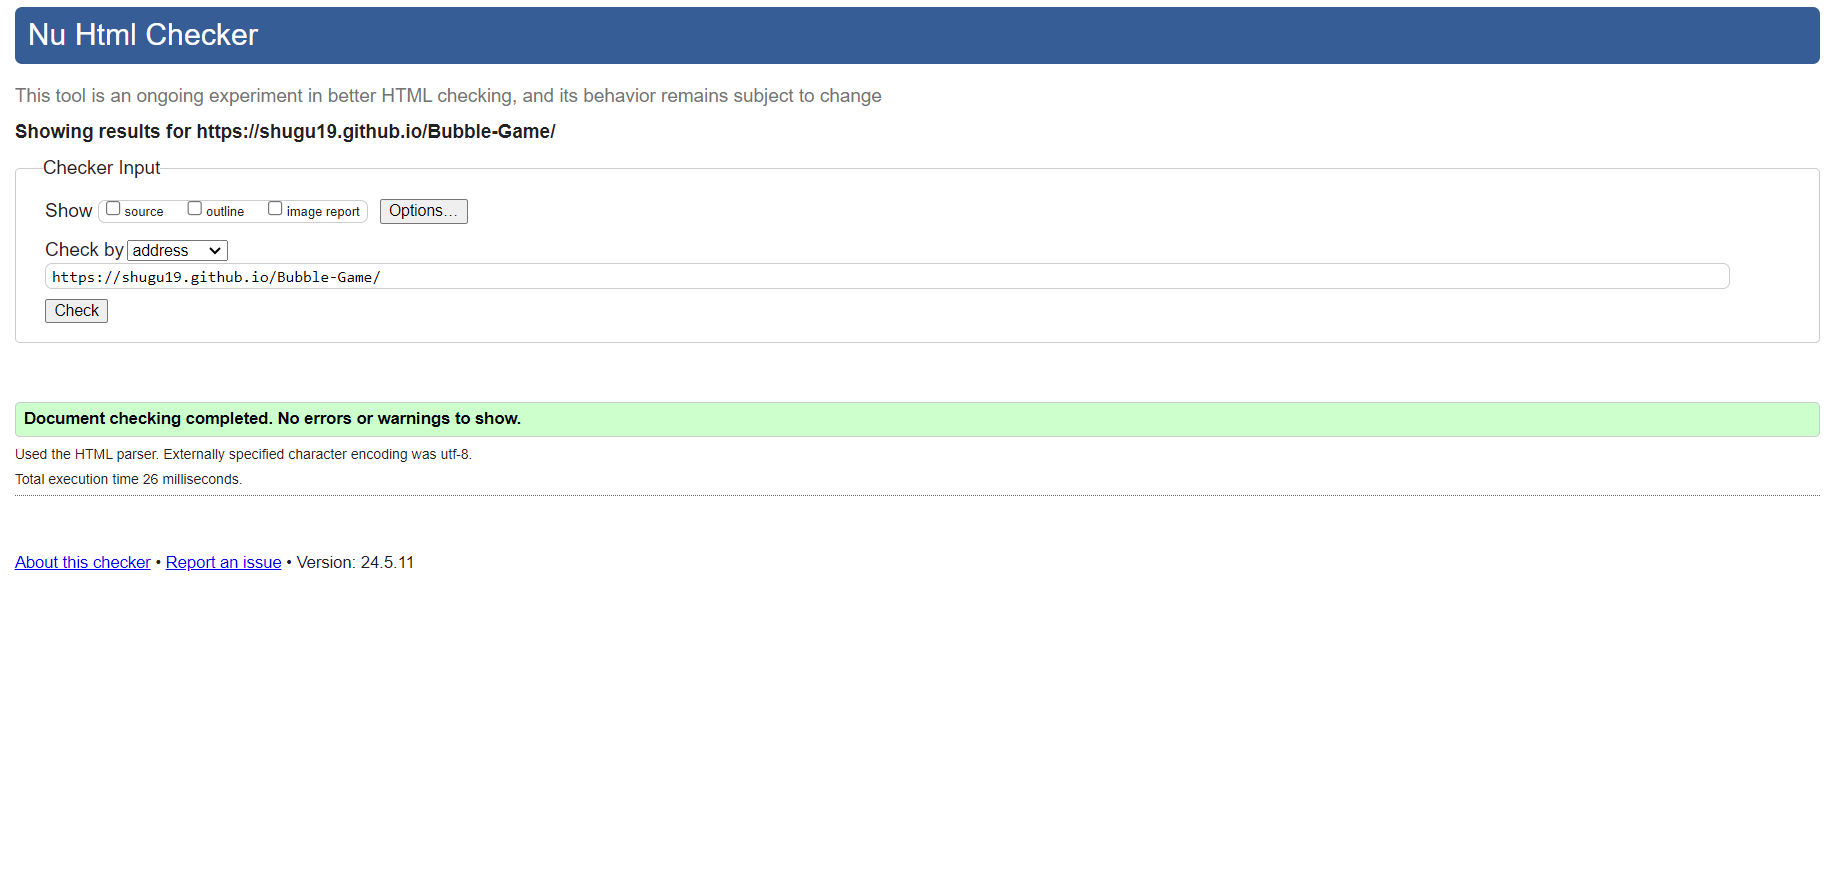 Nu Html Checker
This tool is an ongoing experiment in better HTML checking, and its behavior remains subject to change
Showing results for https://shugu19.github.io/Bubble-Game/
Checker Input
Show source outline image report Options...
Check by address
https://shugu19.github.io/Bubble-Game/
Check
Document checking completed. No errors or warnings to show.
Used the HTML parser. Externally specified character encoding was utf-8.
Total execution time 26 milliseconds.
About this checker • Report an issue • Version: 24.5.11